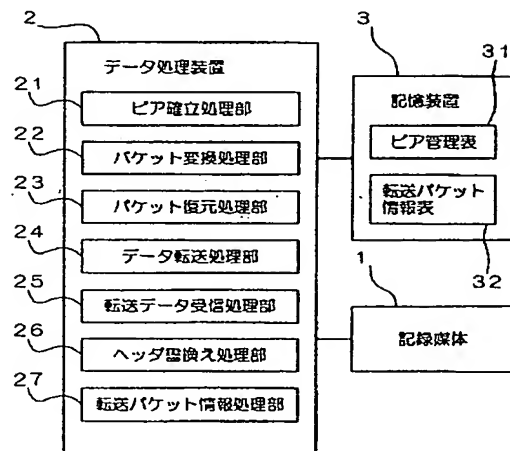 2
データ処理装置
21
ピア確立処理部
22
パケット変換処理部
23
パケット復元処理部
24
データ転送処理部
25
転送データ受信処理部
26
ヘッダ書換え処理部
27
転送パケット情報処理部
3
記憶装置
31
ピア管理表
転送パケット
情報表
32
1
記録媒体